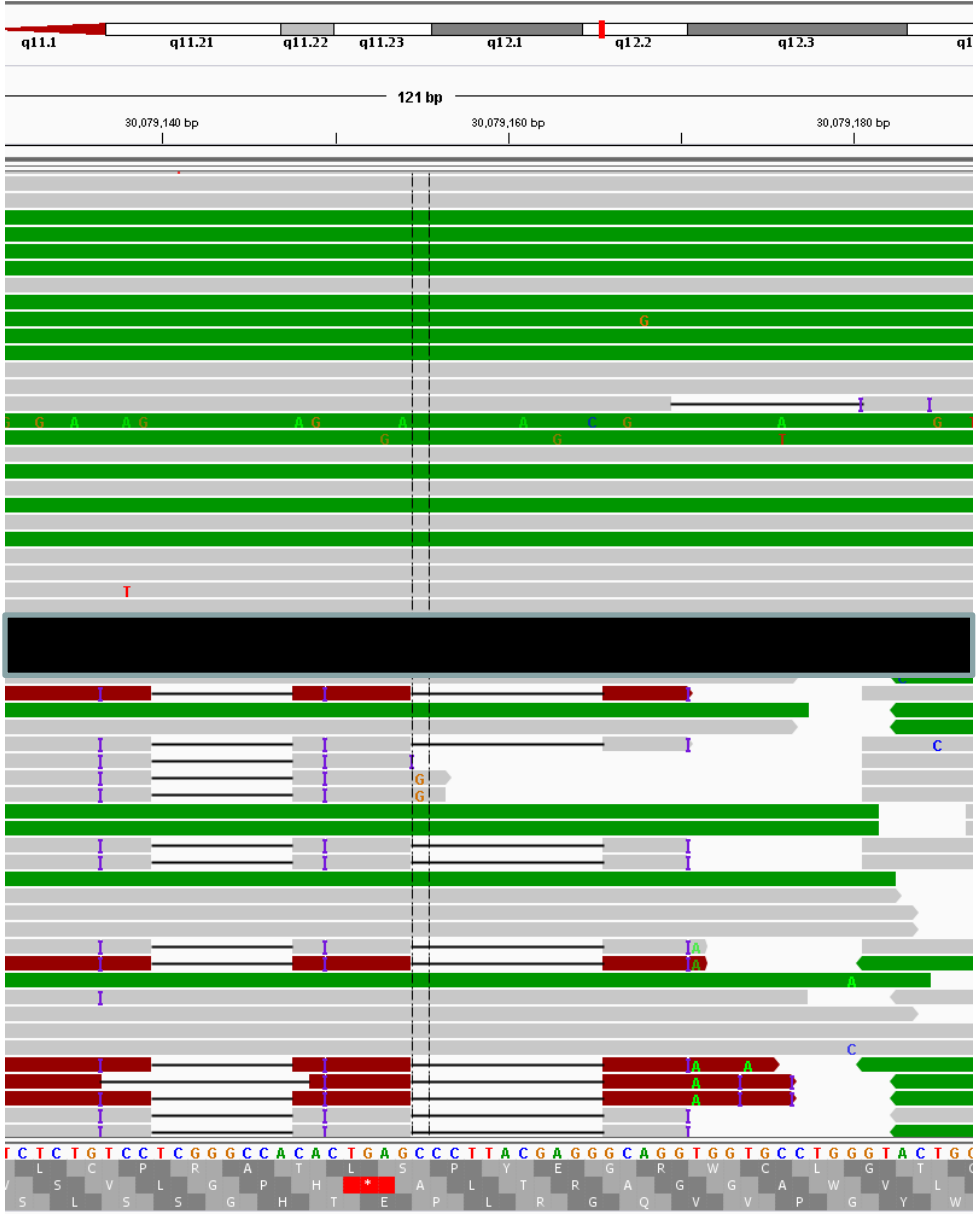 q11.1 q11.21 q11.22 q11.23 q12.1 q12.2 q12.3 q1
121 bp
30,079,140 bp 30,079,160 bp 30,079,180 bp
G
I I
G G A A G A G A A C G A G
G G T
T
C
I I I
I I I C
I I I
I I G
I I G
I I I
I I I
I I I A
I I I A
A
I
C
I I I A A
I A I I
I I A I I
I I I
I I I
T C T C T G T C C T C G G G C C A C A C T G A G C C C T T A C G A G G G C A G G T G G T G C C T G G G T A C T G G
L C P R A T L S P Y E G R W C L G T G
V S V L G P H * A L T R A G G A W V L
S L S S G H T E P L R G Q V V P G Y W